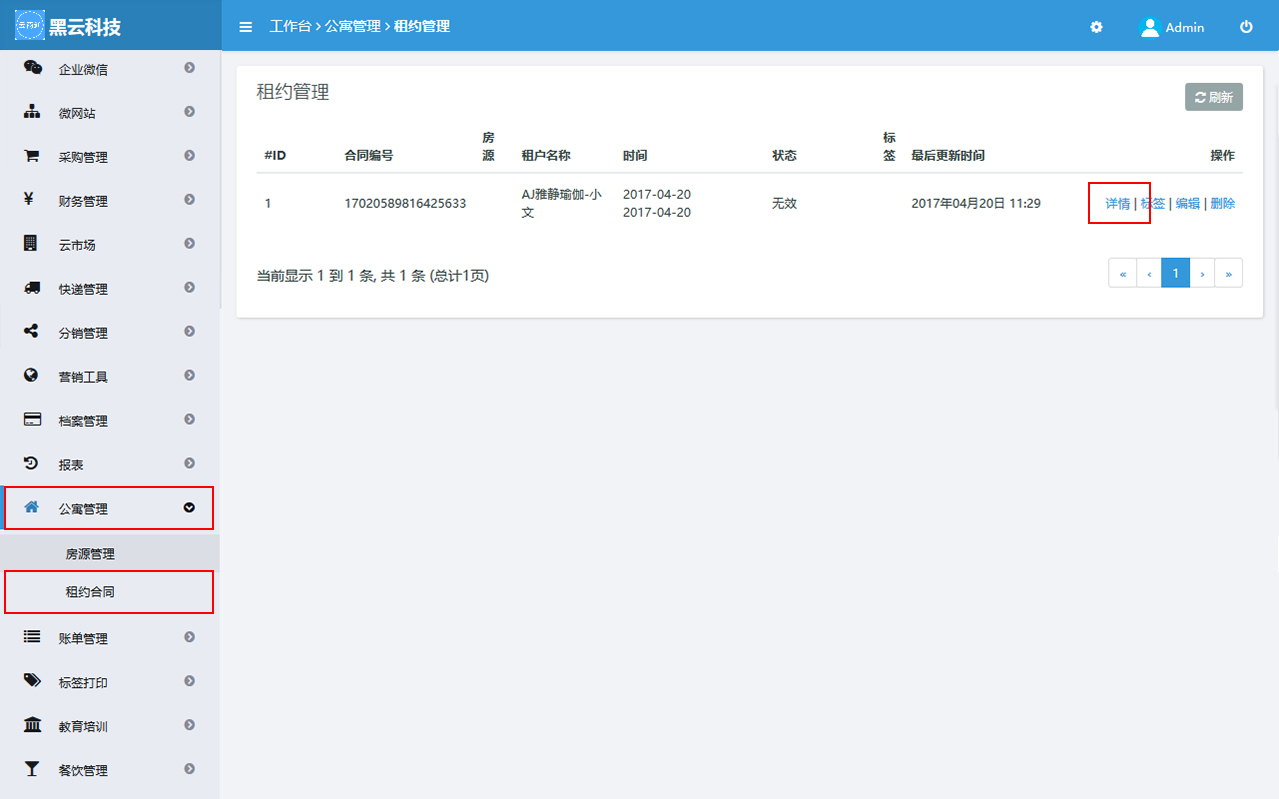 黑云科技
工作台 › 公寓管理 › 租约管理
Admin
企业微信
微网站
采购管理
财务管理
云市场
快递管理
分销管理
营销工具
档案管理
报表
公寓管理
房源管理
租约合同
账单管理
标签打印
教育培训
餐饮管理
租约管理
刷新
#ID 合同编号 房源 租户名称 时间 状态 标签 最后更新时间 操作
1 17020589816425633 AJ雅静瑜伽-小文 2017-04-20 2017-04-20 无效 2017年04月20日 11:29 详情 | 标签 | 编辑 | 删除
当前显示 1 到 1 条, 共 1 条 (总计1页)
« ‹ 1 › »